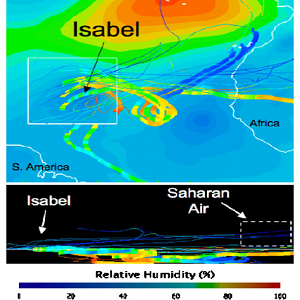 Isabel
Africa
S. America
Isabel
Saharan
Air
Relative Humidity (%)
0 20 40 60 80 100